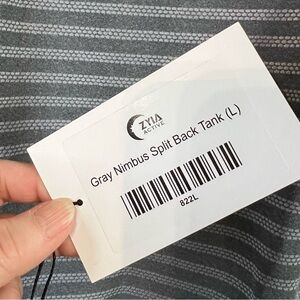 ZYIA
ACTIVE
Gray Nimbus Split Back Tank (L)
822L